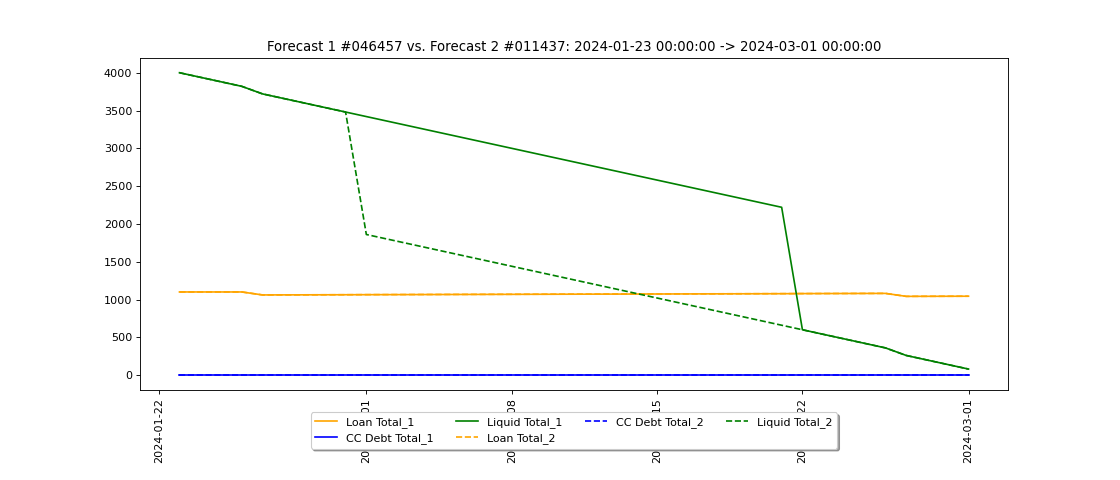 Forecast 1 #046457 vs. Forecast 2 #011437: 2024-01-23 00:00:00 -> 2024-03-01 00:00:00
4000
3500
3000
2500
2000
1500
1000
500
0
2024-01-22
2024-03-01
Loan Total_1
CC Debt Total_1
Liquid Total_1
Loan Total_2
CC Debt Total_2
Liquid Total_2